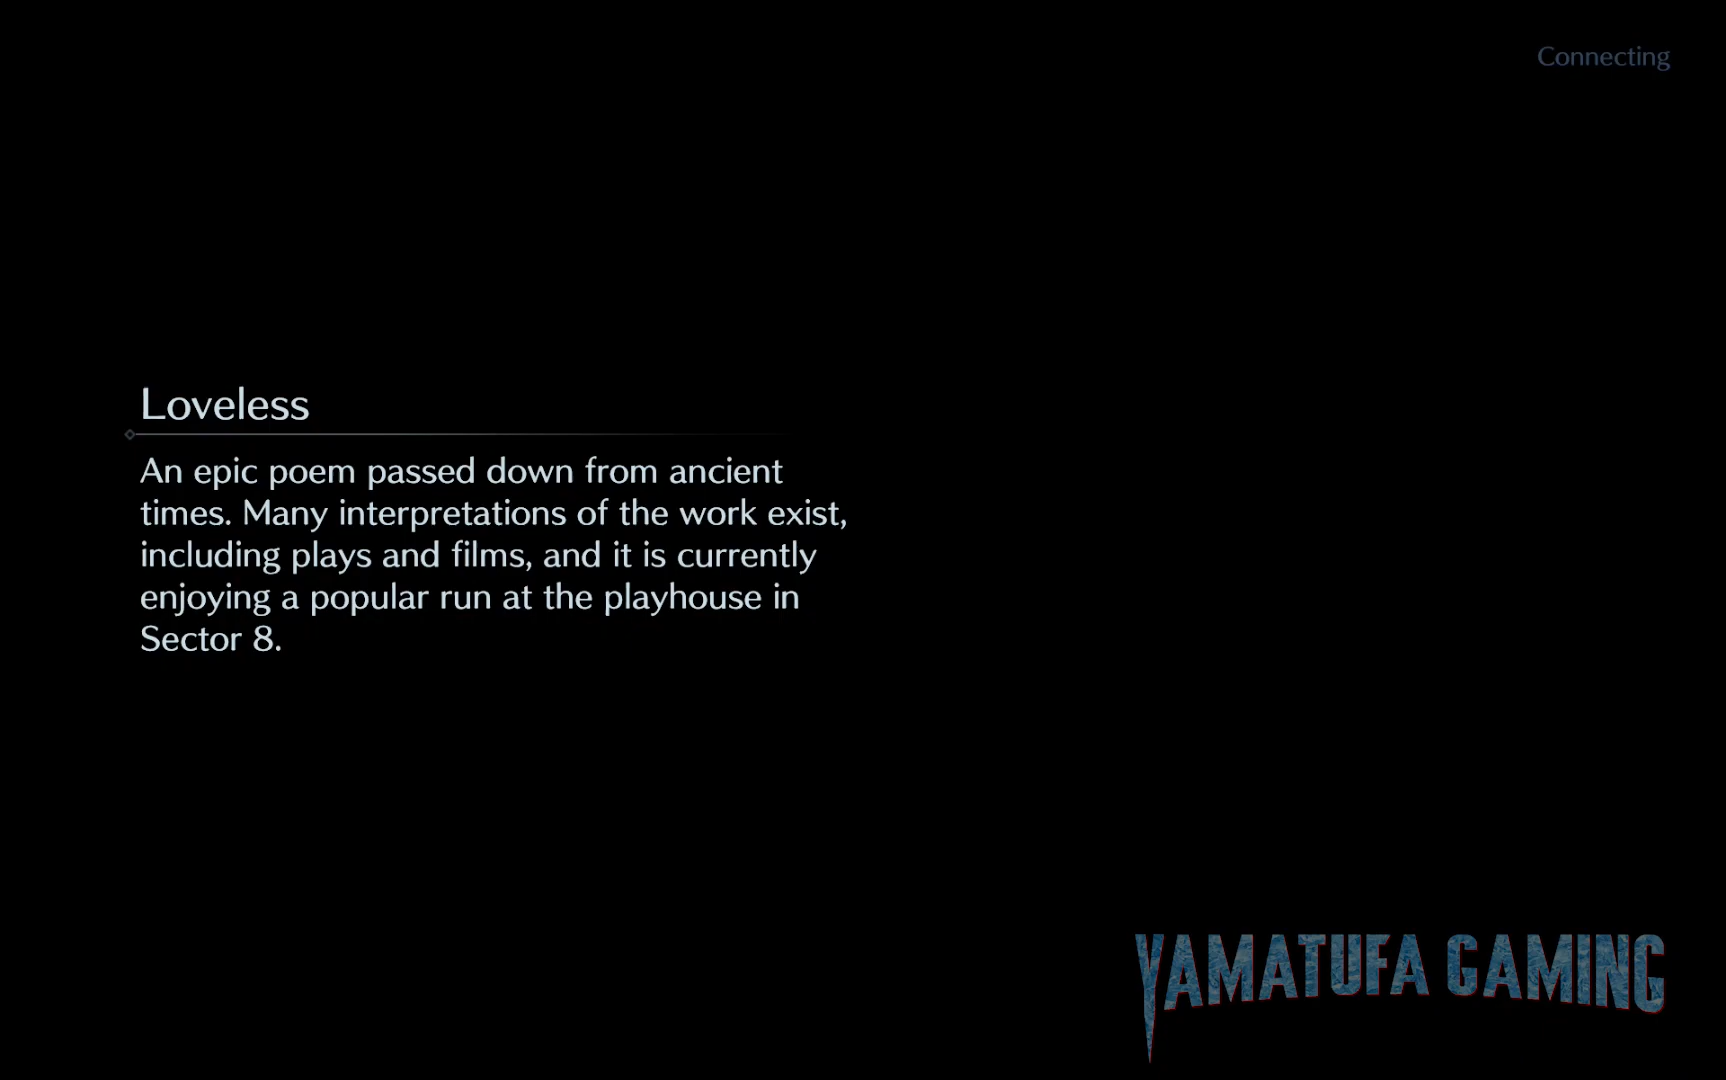 Connecting
Loveless
An epic poem passed down from ancient
times. Many interpretations of the work exist,
including plays and films, and it is currently
enjoying a popular run at the playhouse in
Sector 8.
YAMATUFA GAMING